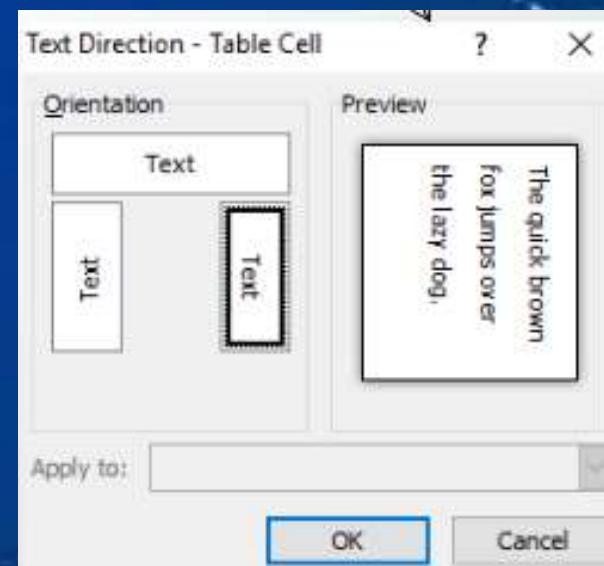 Text Direction - Table Cell ? ×
Orientation
Preview
Text
Text
Text
The quick brown
fox jumps over
the lazy dog.
Apply to:
OK
Cancel